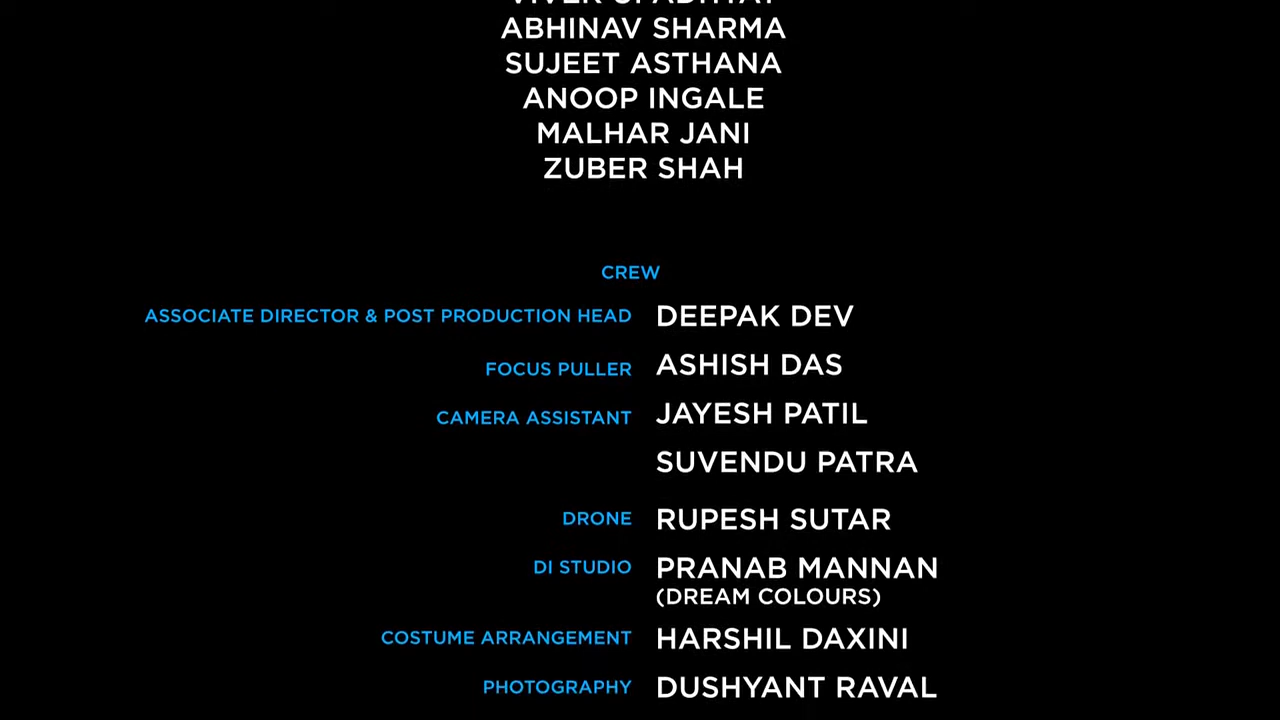 ABHINAV SHARMA
SUJEET ASTHANA
ANOOP INGALE
MALHAR JANI
ZUBER SHAH
CREW
ASSOCIATE DIRECTOR & POST PRODUCTION HEAD DEEPAK DEV
FOCUS PULLER ASHISH DAS
CAMERA ASSISTANT JAYESH PATIL
SUVENDU PATRA
DRONE RUPESH SUTAR
DI STUDIO PRANAB MANNAN
(DREAM COLOURS)
COSTUME ARRANGEMENT HARSHIL DAXINI
PHOTOGRAPHY DUSHYANT RAVAL